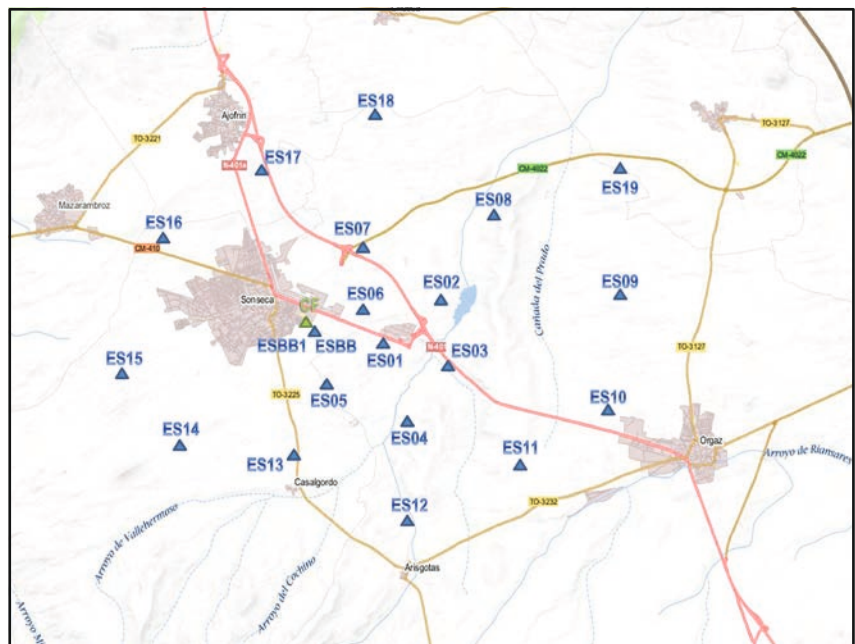 ES18
Ajofrín
TO-3127
TO-3221
CM-4022
N-401a
ES17
CM-4022
ES19
Mazarambroz
ES08
ES16
ES07
CM-410
Cañada del Prado
Sonseca
ES02
ES09
CF
ES06
ESBB1
ESBB
ES01
N-401
ES03
TO-3127
ES15
ES05
TO-3225
ES10
ES14
ES04
Orgaz
ES13
ES11
Arroyo de Riansares
Casalgordo
TO-3232
ES12
Arroyo de Vallehermoso
Arroyo del Cochino
Arisgotas